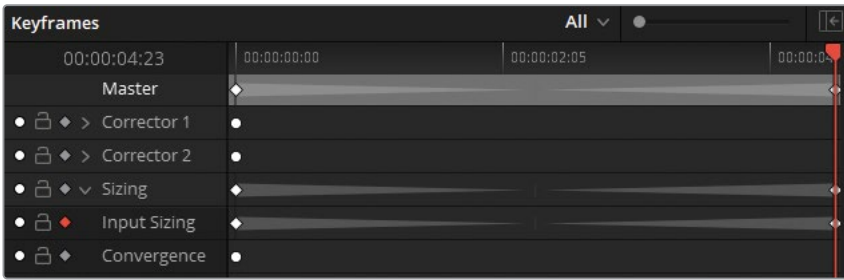 Keyframes All
00:00:04:23 00:00:00:00 00:00:02:05
Master
Corrector 1
Corrector 2
Sizing
Input Sizing
Convergence